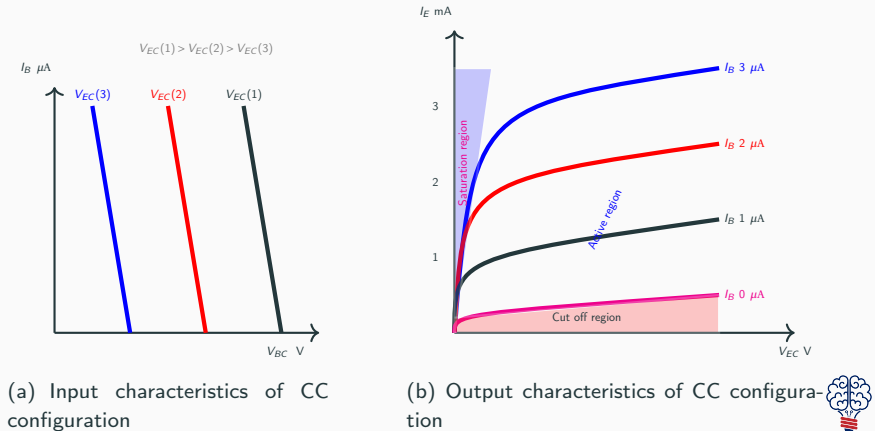 I_E mA
V_EC(1) > V_EC(2) > V_EC(3)
I_B μA
V_EC(3) V_EC(2) V_EC(1)
V_BC V
I_B 3 μA
3
Saturation region
I_B 2 μA
2
Active region
I_B 1 μA
1
I_B 0 μA
Cut off region
V_EC V
(a) Input characteristics of CC
configuration
(b) Output characteristics of CC configura-
tion